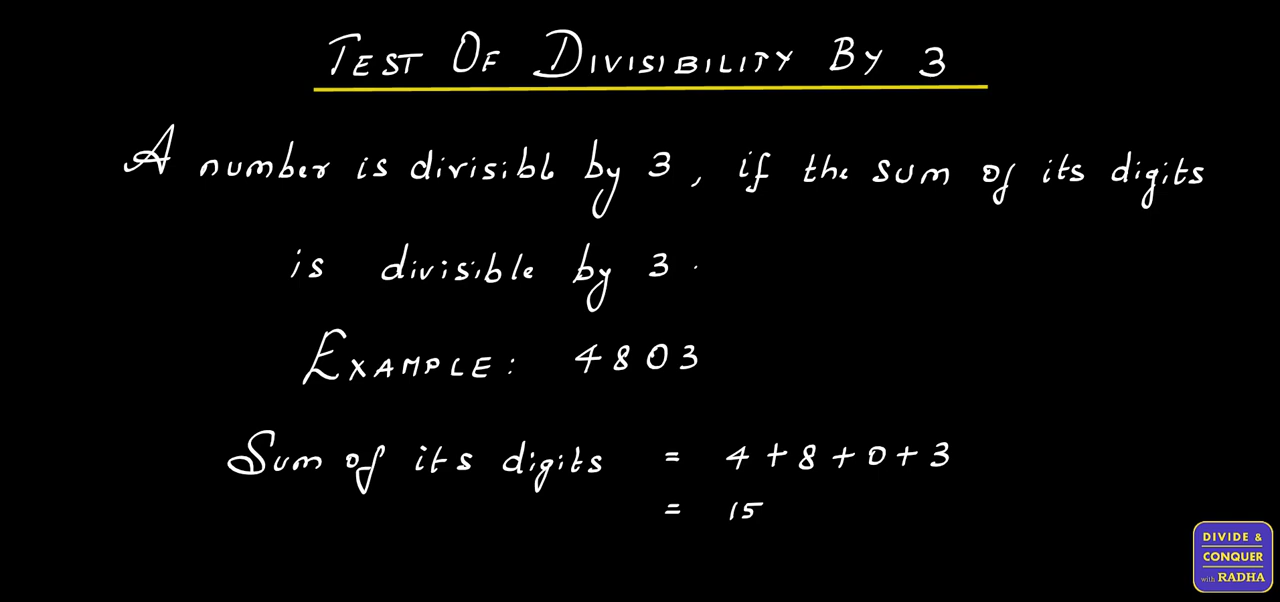 TEST OF DIVISIBILITY BY 3
A number is divisibl by 3, if the sum of its digits
is divisible by 3.
EXAMPLE: 4803
Sum of its digits = 4+8+0+3
= 15
DIVIDE &
CONQUER
with RADHA